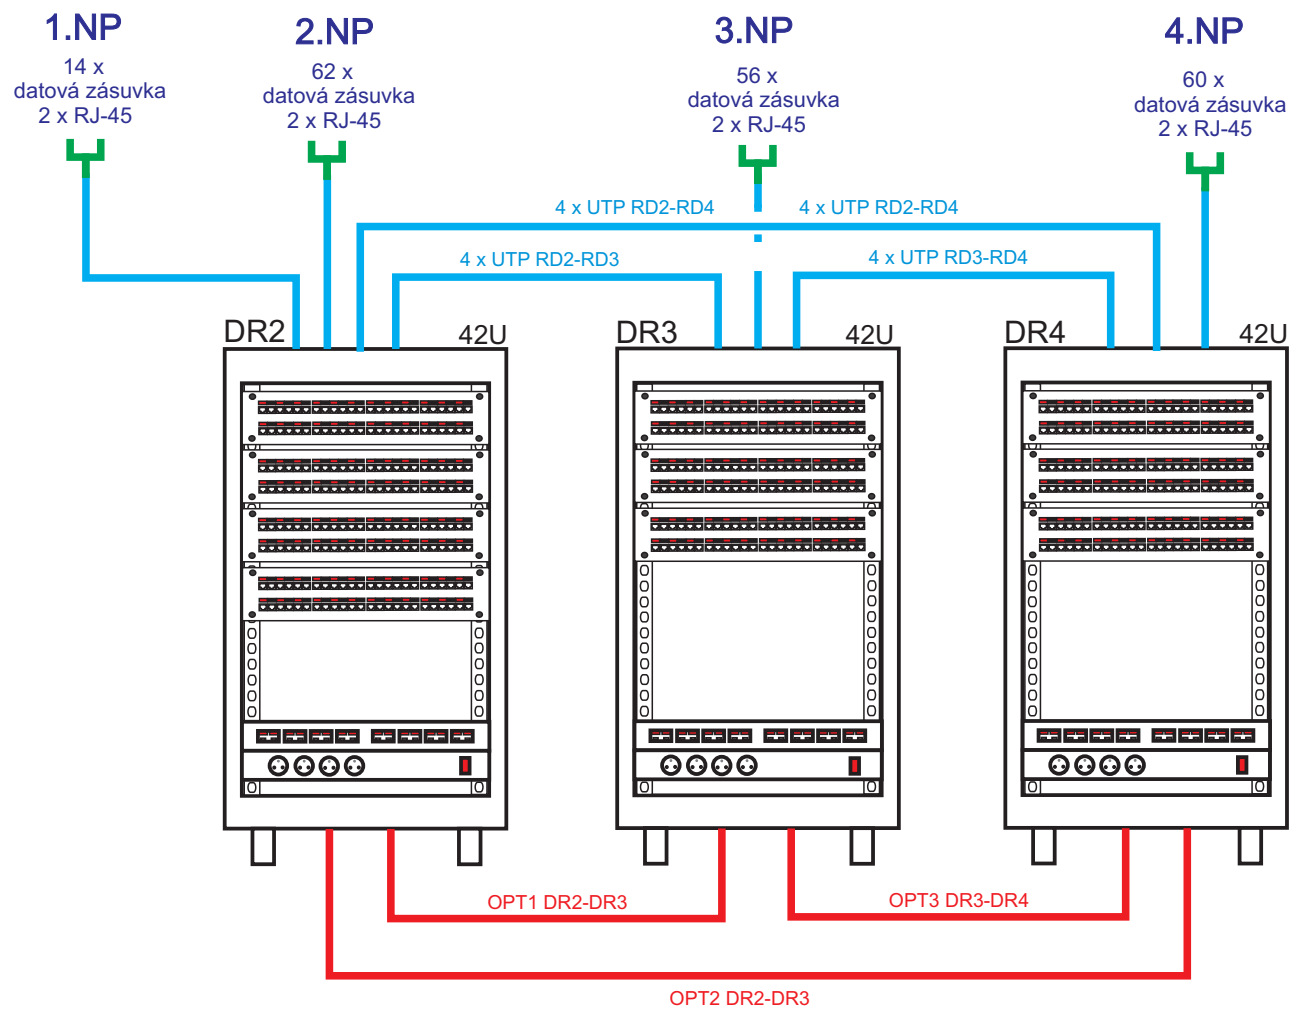 1.NP
14 x
datová zásuvka
2 x RJ-45
2.NP
62 x
datová zásuvka
2 x RJ-45
3.NP
56 x
datová zásuvka
2 x RJ-45
4.NP
60 x
datová zásuvka
2 x RJ-45
4 x UTP RD2-RD4
4 x UTP RD2-RD4
4 x UTP RD2-RD3
4 x UTP RD3-RD4
DR2
42U
DR3
42U
DR4
42U
OPT1 DR2-DR3
OPT3 DR3-DR4
OPT2 DR2-DR3